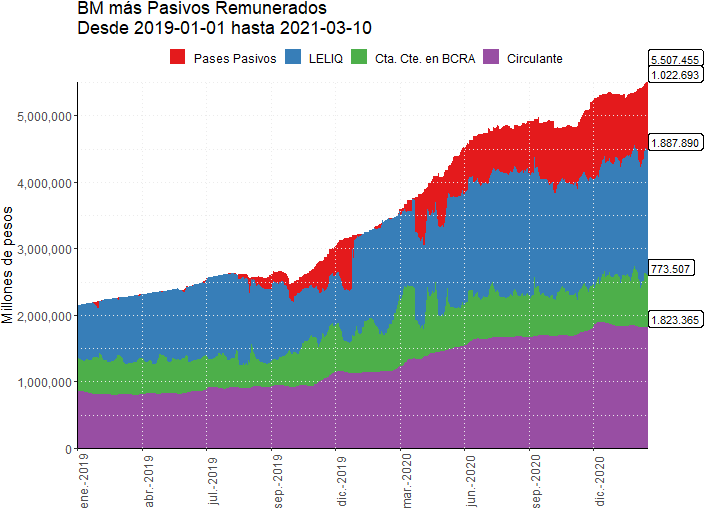 BM más Pasivos Remunerados
Desde 2019-01-01 hasta 2021-03-10
Pases Pasivos LELIQ Cta. Cte. en BCRA Circulante
5.507.455
1.022.693
1.887.890
773.507
1.823.365
Millones de pesos
5,000,000
4,000,000
3,000,000
2,000,000
1,000,000
0
ene.-2019
abr.-2019
jul.-2019
sep.-2019
dic.-2019
mar.-2020
jun.-2020
sep.-2020
dic.-2020